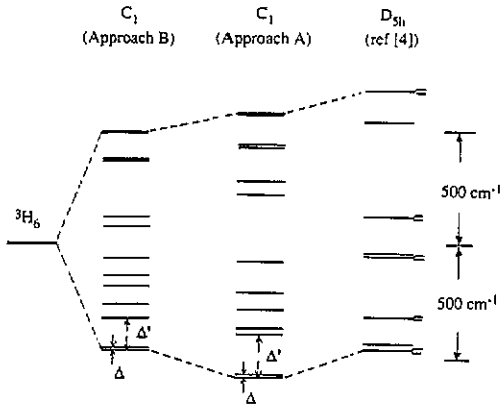 C₁
(Approach B)
C₁
(Approach A)
D₅ₕ
(ref [4])
³H₆
500 cm⁻¹
500 cm⁻¹
Δ'
Δ'
Δ
Δ